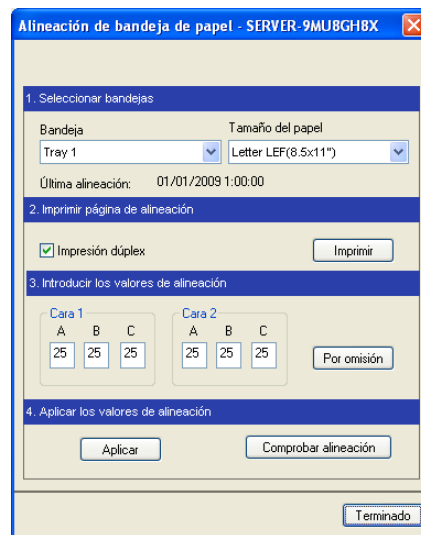 Alineación de bandeja de papel - SERVER-9MU8GH8X
1. Seleccionar bandejas
Bandeja Tamaño del papel
Tray 1 Letter LEF(8.5x11")
Última alineación: 01/01/2009 1:00:00
2. Imprimir página de alineación
Impresión dúplex Imprimir
3. Introducir los valores de alineación
Cara 1 Cara 2
A B C A B C
25 25 25 25 25 25 Por omisión
4. Aplicar los valores de alineación
Aplicar Comprobar alineación
Terminado